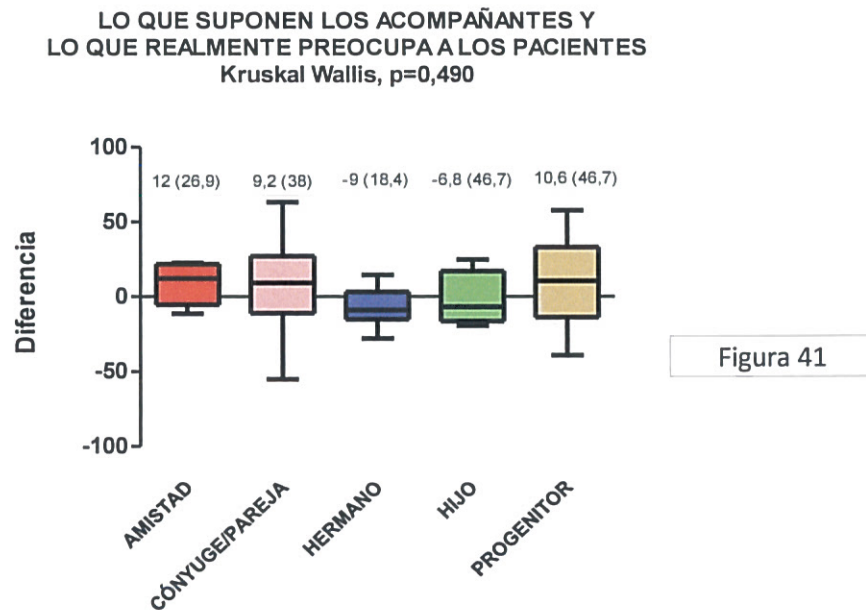 LO QUE SUPONEN LOS ACOMPAÑANTES Y
LO QUE REALMENTE PREOCUPA A LOS PACIENTES
Kruskal Wallis, p=0,490
100
50
0
-50
-100
Diferencia
12 (26,9)
9,2 (38)
-9 (18,4)
-6,8 (46,7)
10,6 (46,7)
AMISTAD
CÓNYUGE/PAREJA
HERMANO
HIJO
PROGENITOR
Figura 41